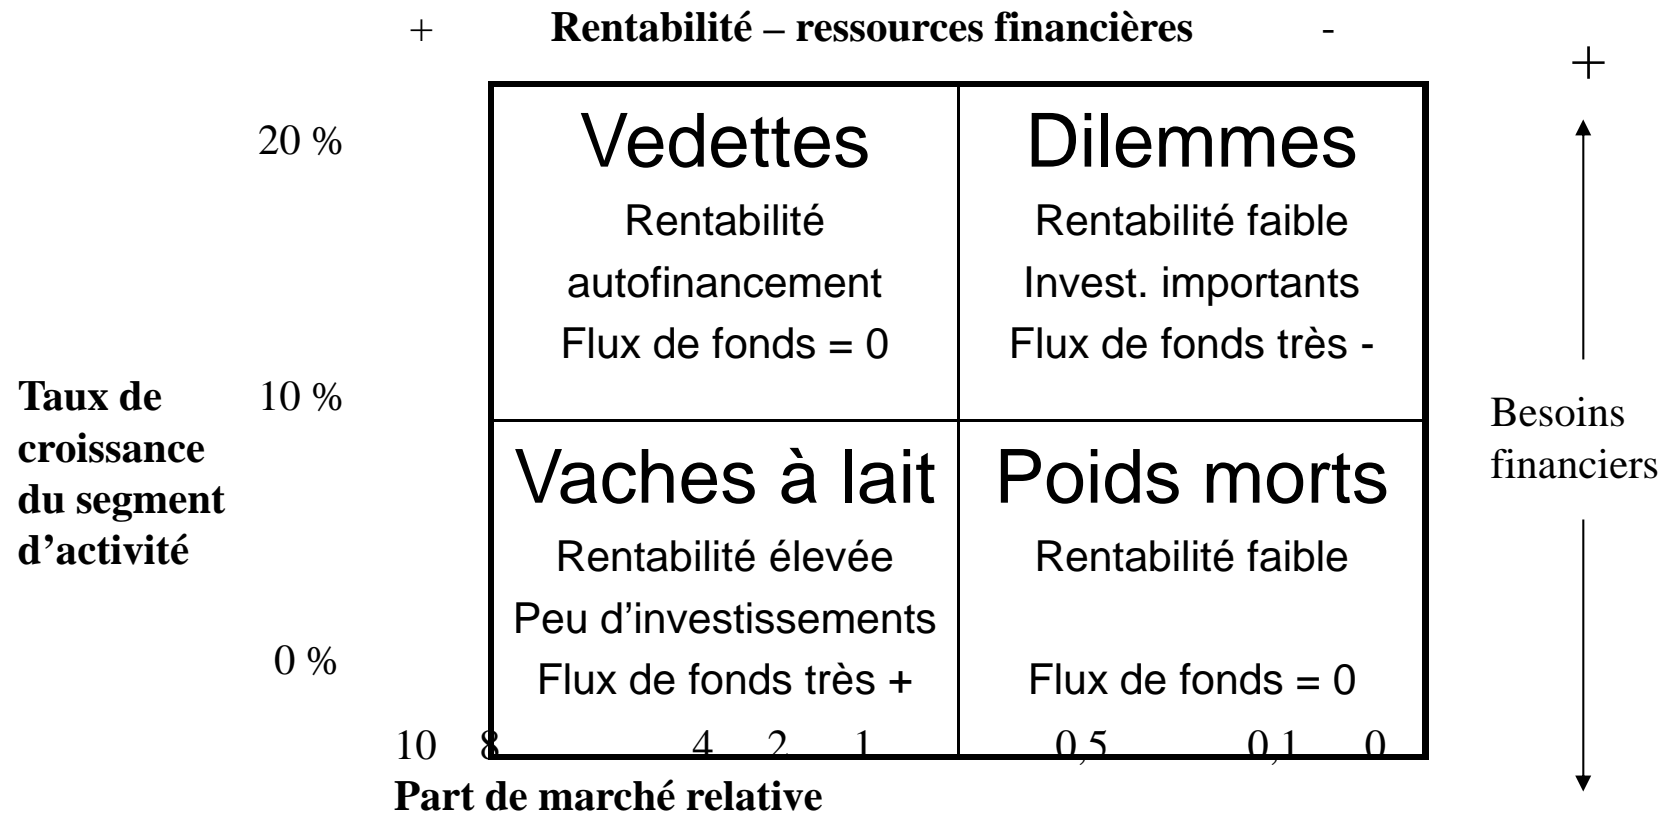 + Rentabilité – ressources financières -
+
20 %
Vedettes
Rentabilité
autofinancement
Flux de fonds = 0
Dilemmes
Rentabilité faible
Invest. importants
Flux de fonds très -
Taux de
croissance
du segment
d’activité
10 %
Besoins
financiers
Vaches à lait
Rentabilité élevée
Peu d’investissements
Flux de fonds très +
Poids morts
Rentabilité faible
Flux de fonds = 0
0 %
10 8 4 2 1 0,5 0,1 0
Part de marché relative